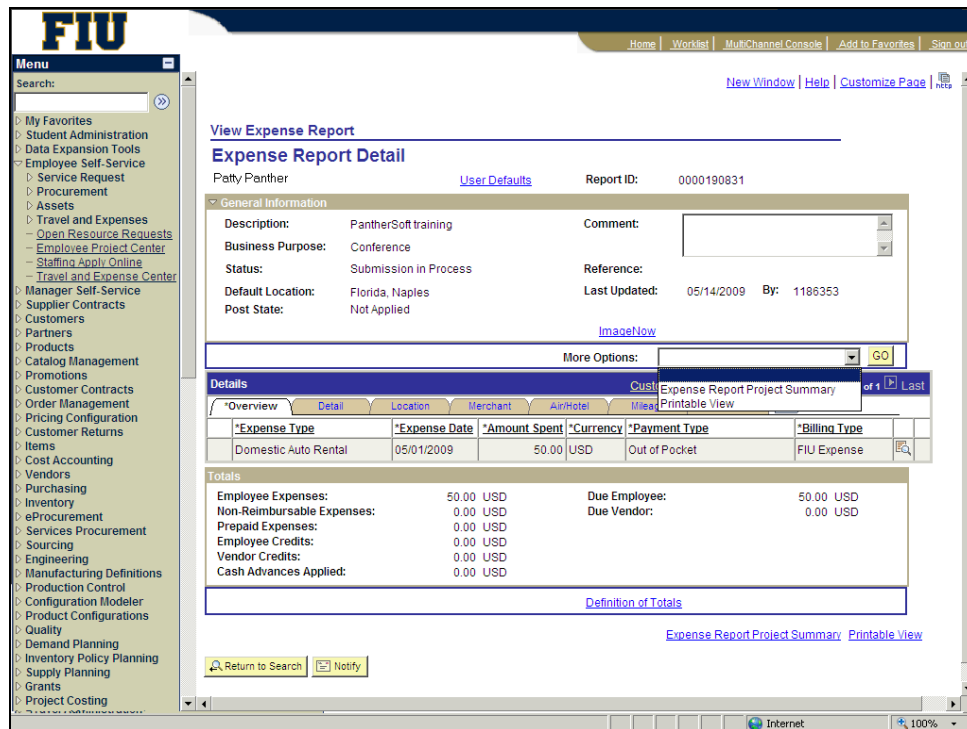 FIU
Home | Worklist | MultiChannel Console | Add to Favorites | Sign out
Menu
Search:
My Favorites
Student Administration
Data Expansion Tools
Employee Self-Service
Service Request
Procurement
Assets
Travel and Expenses
Open Resource Requests
Employee Project Center
Staffing Apply Online
Travel and Expense Center
Manager Self-Service
Supplier Contracts
Customers
Partners
Products
Catalog Management
Promotions
Customer Contracts
Order Management
Pricing Configuration
Customer Returns
Items
Cost Accounting
Vendors
Purchasing
Inventory
eProcurement
Services Procurement
Sourcing
Engineering
Manufacturing Definitions
Production Control
Configuration Modeler
Product Configurations
Quality
Demand Planning
Inventory Policy Planning
Supply Planning
Grants
Project Costing
New Window | Help | Customize Page | http
View Expense Report
Expense Report Detail
Patty Panther User Defaults Report ID: 0000190831
General Information
Description: PantherSoft training Comment:
Business Purpose: Conference
Status: Submission in Process Reference:
Default Location: Florida, Naples Last Updated: 05/14/2009 By: 1186353
Post State: Not Applied
ImageNow
More Options: GO
Expense Report Project Summary
Printable View
Details of 1 Last
*Overview Detail Location Merchant Air/Hotel
*Expense Type *Expense Date *Amount Spent *Currency *Payment Type *Billing Type
Domestic Auto Rental 05/01/2009 50.00 USD Out of Pocket FIU Expense
Totals
Employee Expenses: 50.00 USD Due Employee: 50.00 USD
Non-Reimbursable Expenses: 0.00 USD Due Vendor: 0.00 USD
Prepaid Expenses: 0.00 USD
Employee Credits: 0.00 USD
Vendor Credits: 0.00 USD
Cash Advances Applied: 0.00 USD
Definition of Totals
Expense Report Project Summary Printable View
Return to Search Notify
Internet 100%